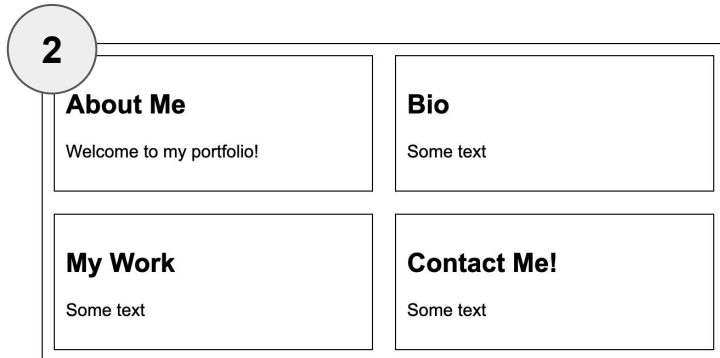 2
About Me
Welcome to my portfolio!
Bio
Some text
My Work
Some text
Contact Me!
Some text